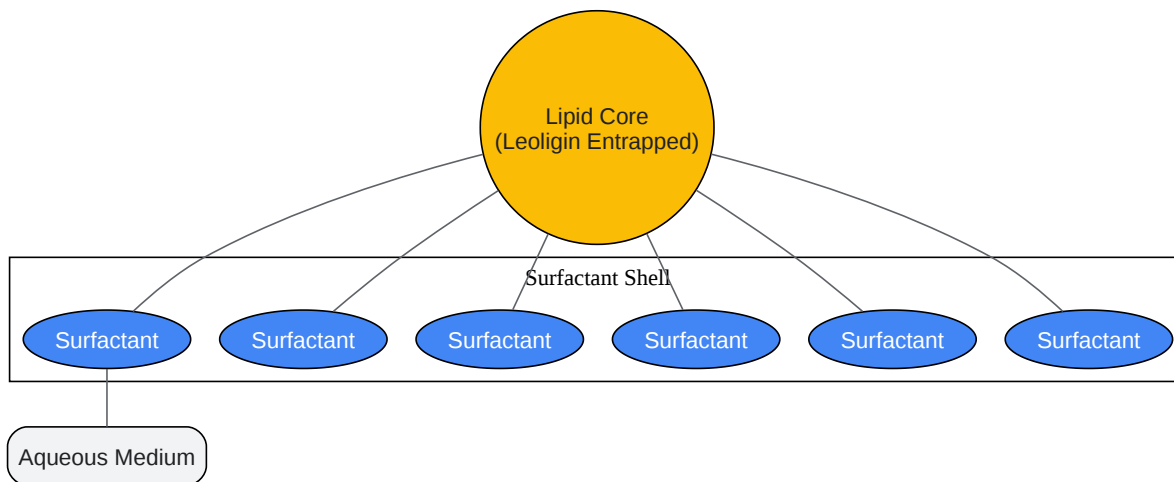 Lipid Core
(Leoligin Entrapped)
Surfactant Shell
Surfactant
Surfactant
Surfactant
Surfactant
Surfactant
Surfactant
Aqueous Medium